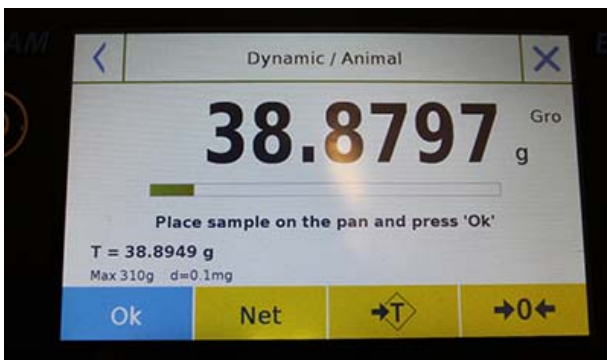 AM
Dynamic / Animal
38.8797 g
Gro
Place sample on the pan and press 'Ok'
T = 38.8949 g
Max 310g d=0.1mg
Ok
Net
→T
→0←